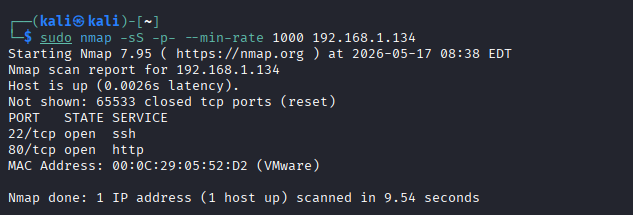 ┌──(kali㉿kali)-[~]
└─$ sudo nmap -sS -p- --min-rate 1000 192.168.1.134
Starting Nmap 7.95 ( https://nmap.org ) at 2026-05-17 08:38 EDT
Nmap scan report for 192.168.1.134
Host is up (0.0026s latency).
Not shown: 65533 closed tcp ports (reset)
PORT   STATE SERVICE
22/tcp open  ssh
80/tcp open  http
MAC Address: 00:0C:29:05:52:D2 (VMware)

Nmap done: 1 IP address (1 host up) scanned in 9.54 seconds